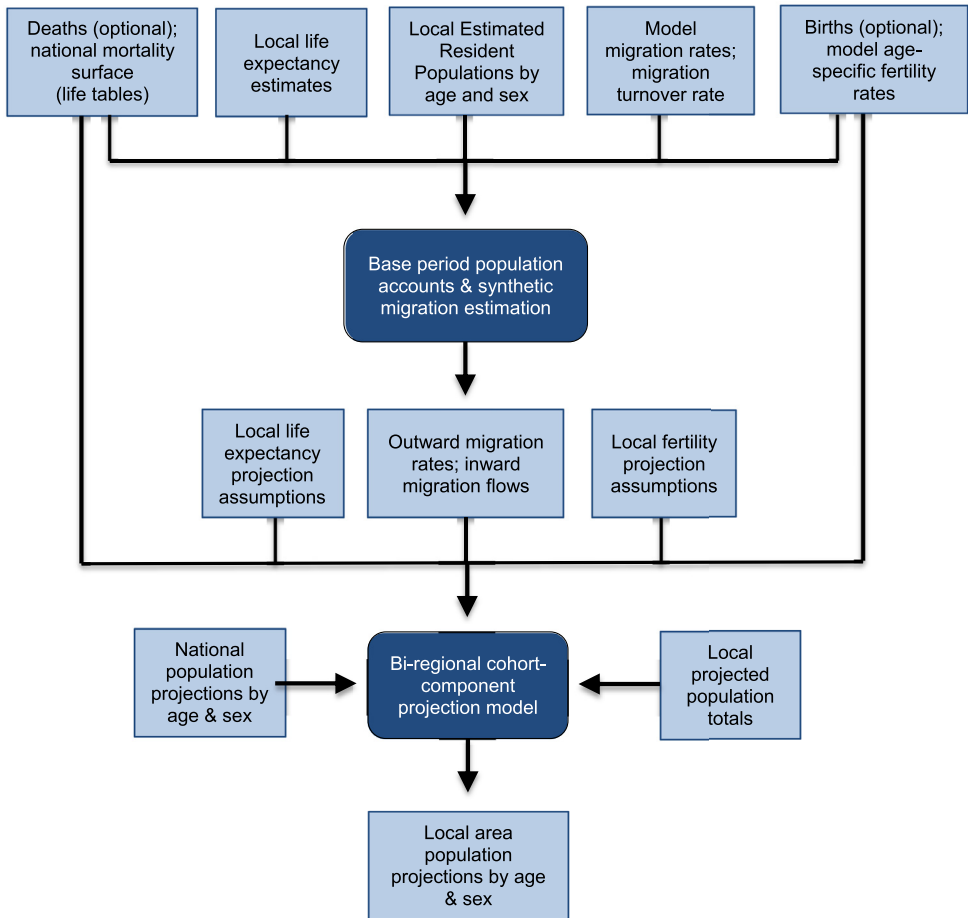 Deaths (optional);
national mortality
surface
(life tables)
Local life
expectancy
estimates
Local Estimated
Resident
Populations by
age and sex
Model
migration rates;
migration
turnover rate
Births (optional);
model age-
specific fertility
rates
Base period population
accounts & synthetic
migration estimation
Local life
expectancy
projection
assumptions
Outward migration
rates; inward
migration flows
Local fertility
projection
assumptions
National
population
projections by
age & sex
Bi-regional cohort-
component
projection model
Local
projected
population
totals
Local area
population
projections by age
& sex